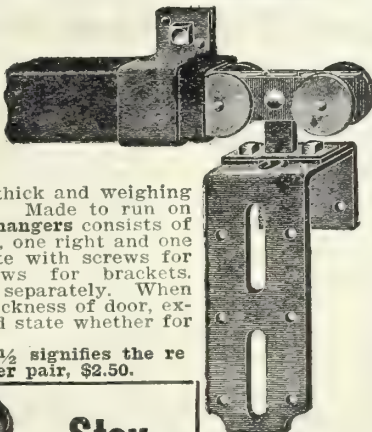 thick and weighing
Made to run on
hangers consists of
, one right and one
te with screws for
ws for brackets.
separately. When
ckness of door, ex-
d state whether for
½ signifies the re
er pair, $2.50.
Stay